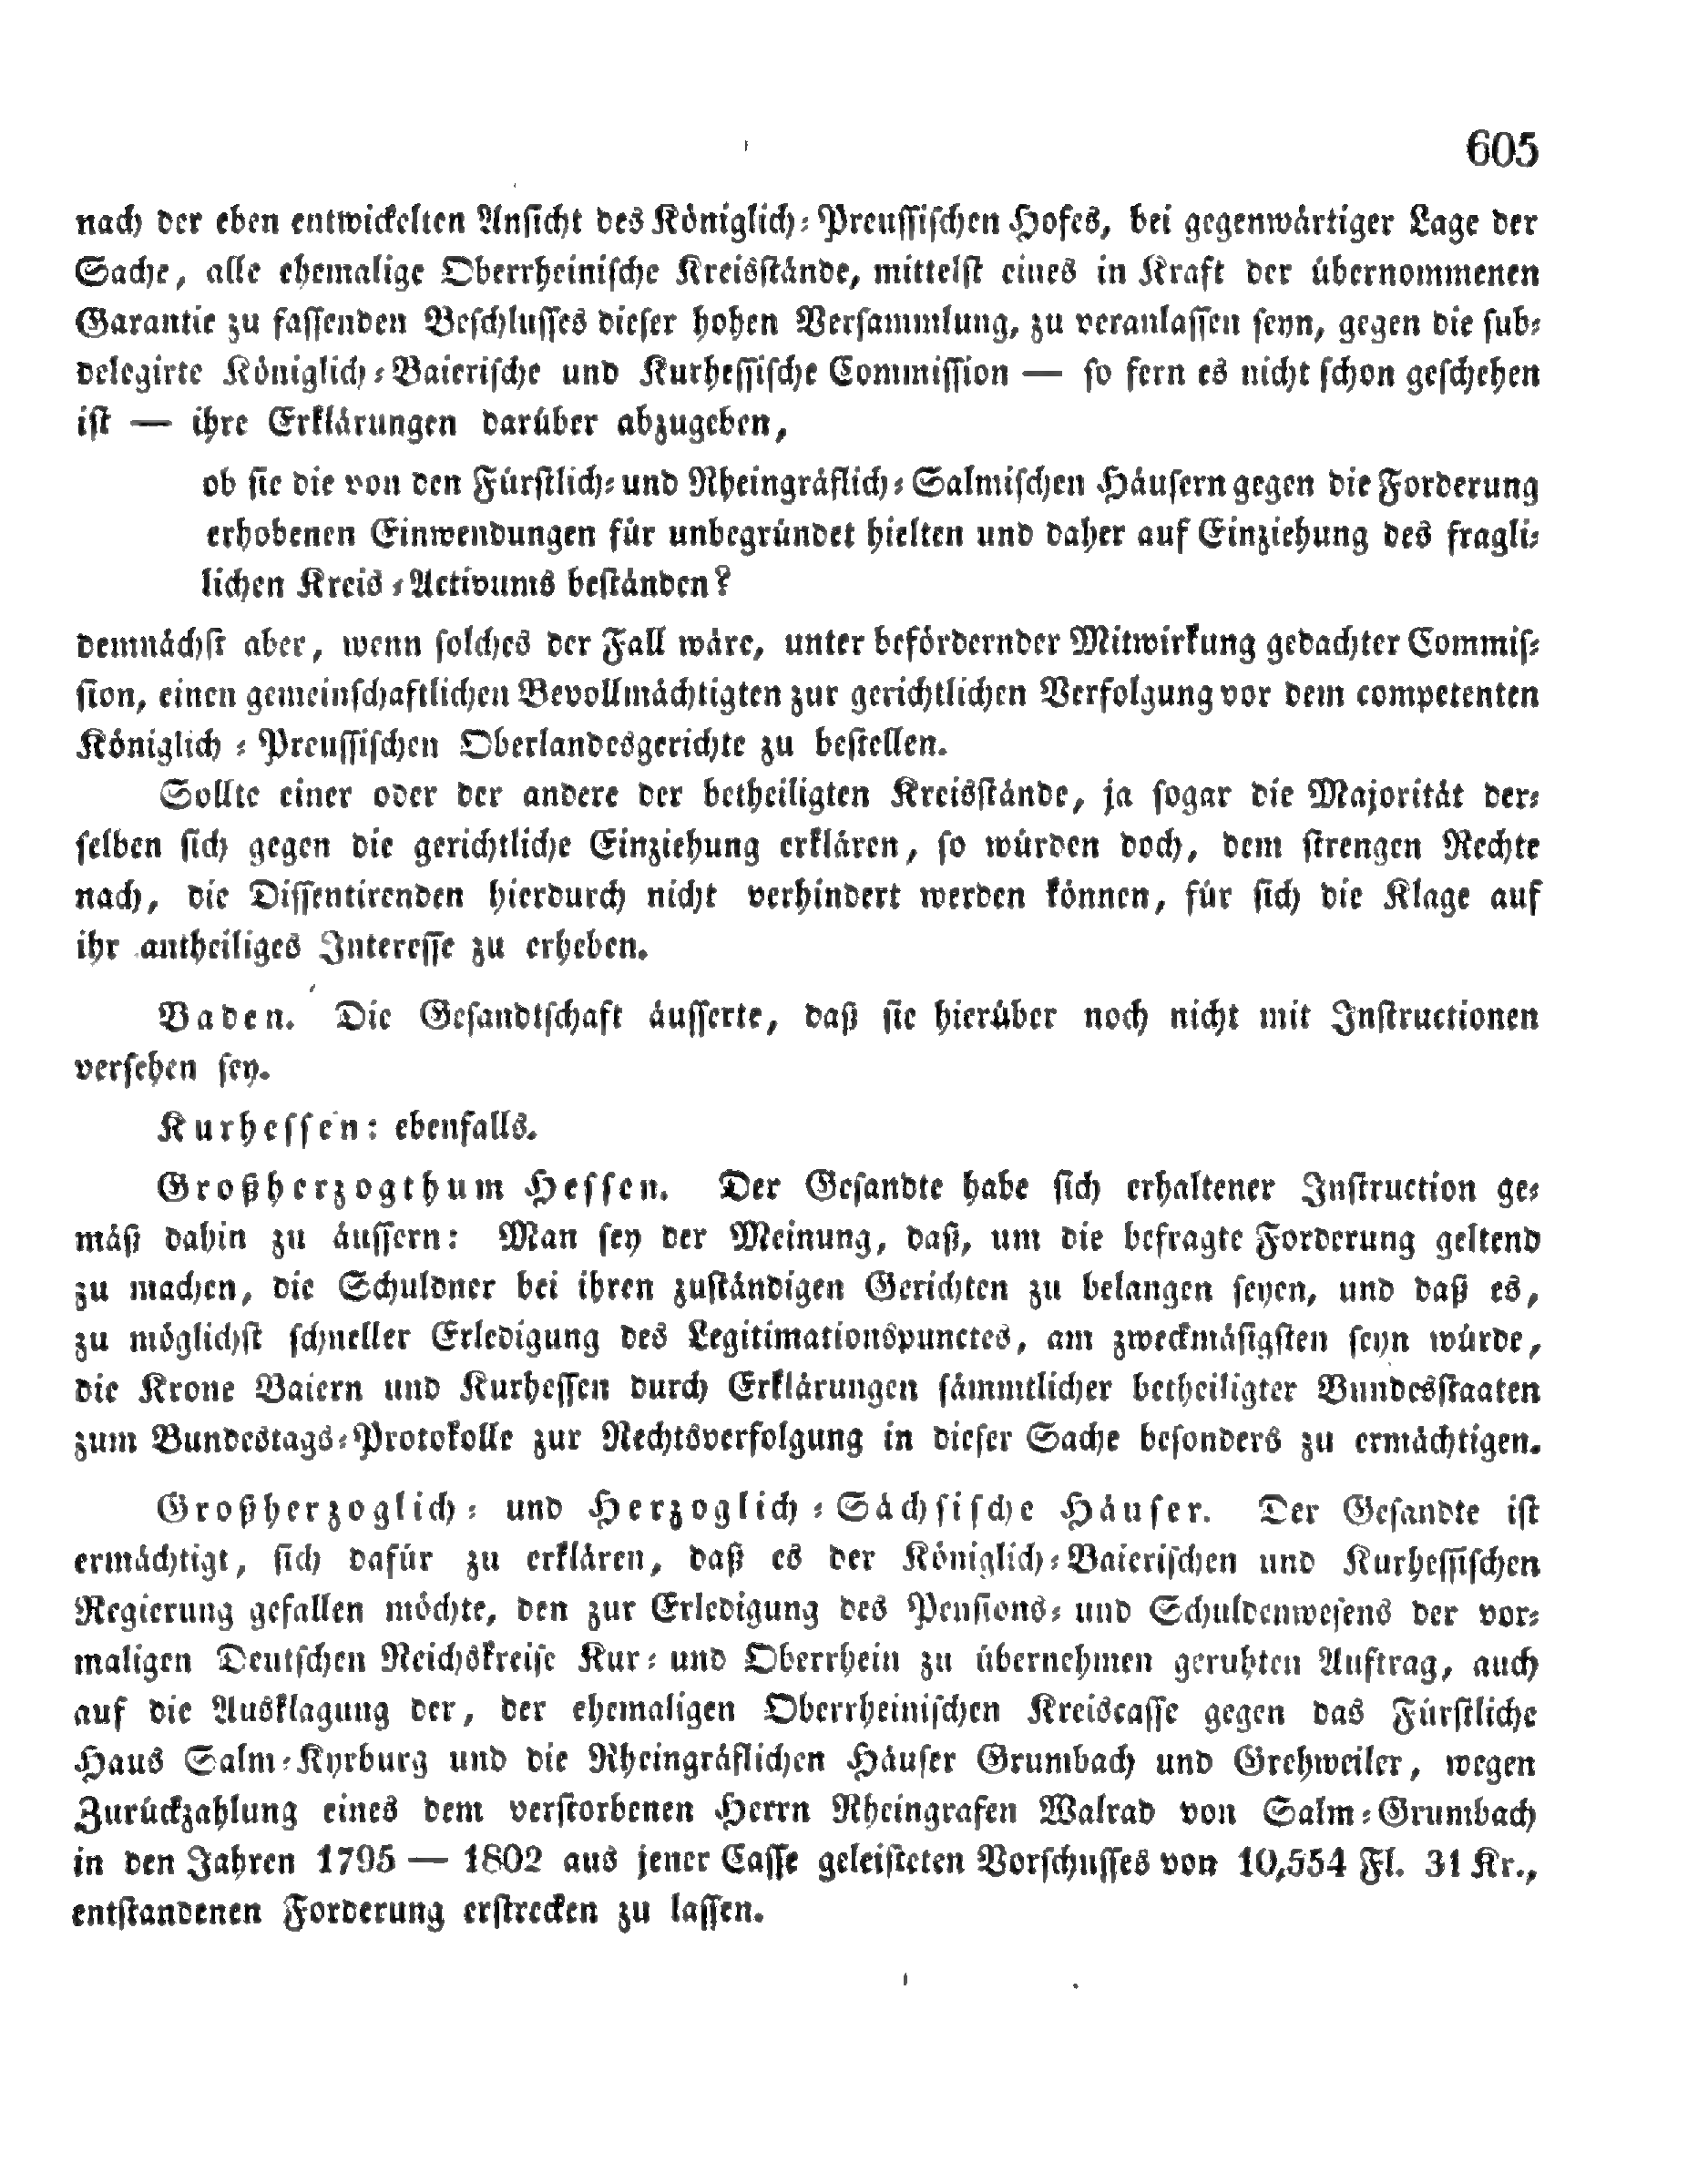 605
nach der eben entwickelten Ansicht des Königlich-Preussischen Hofes, bei gegenwärtiger Lage der
Sache, alle ehemalige Oberrheinische Kreisstände, mittelst eines in Kraft der übernommenen
Garantie zu fassenden Beschlusses dieser hohen Versammlung, zu veranlassen seyn, gegen die sub-
delegirte Königlich-Baierische und Kurhessische Commission — so fern es nicht schon geschehen
ist — ihre Erklärungen darüber abzugeben,
ob sie die von den Fürstlich- und Rheingräflich-Salmischen Häusern gegen die Forderung
erhobenen Einwendungen für unbegründet hielten und daher auf Einziehung des fragli-
lichen Kreis-Activums beständen?
demnächst aber, wenn solches der Fall wäre, unter befördernder Mitwirkung gedachter Commis-
sion, einen gemeinschaftlichen Bevollmächtigten zur gerichtlichen Verfolgung vor dem competenten
Königlich-Preussischen Oberlandesgerichte zu bestellen.
Sollte einer oder der andere der betheiligten Kreisstände, ja sogar die Majorität der-
selben sich gegen die gerichtliche Einziehung erklären, so würden doch, dem strengen Rechte
nach, die Dissentirenden hierdurch nicht verhindert werden können, für sich die Klage auf
ihr antheiliges Interesse zu erheben.
Baden. Die Gesandtschaft äusserte, daß sie hierüber noch nicht mit Instructionen
versehen sey.
Kurhessen: ebenfalls.
Großherzogthum Hessen. Der Gesandte habe sich erhaltener Instruction ge-
mäß dahin zu äussern: Man sey der Meinung, daß, um die befragte Forderung geltend
zu machen, die Schuldner bei ihren zuständigen Gerichten zu belangen seyen, und daß es,
zu möglichst schneller Erledigung des Legitimationspunctes, am zweckmäsigsten seyn würde,
die Krone Baiern und Kurhessen durch Erklärungen sämmtlicher betheiligter Bundesstaaten
zum Bundestags-Protokolle zur Rechtsverfolgung in dieser Sache besonders zu ermächtigen.
Großherzoglich- und Herzoglich-Sächsische Häuser. Der Gesandte ist
ermächtigt, sich dafür zu erklären, daß es der Königlich-Baierischen und Kurhessischen
Regierung gefallen möchte, den zur Erledigung des Pensions- und Schuldenwesens der vor-
maligen Deutschen Reichskreise Kur- und Oberrhein zu übernehmen geruhten Auftrag, auch
auf die Ausklagung der, der ehemaligen Oberrheinischen Kreiscasse gegen das Fürstliche
Haus Salm-Kyrburg und die Rheingräflichen Häuser Grumbach und Grehweiler, wegen
Zurückzahlung eines dem verstorbenen Herrn Rheingrafen Walrad von Salm-Grumbach
in den Jahren 1795 — 1802 aus jener Casse geleisteten Vorschusses von 10,554 Fl. 31 Kr.,
entstandenen Forderung erstrecken zu lassen.